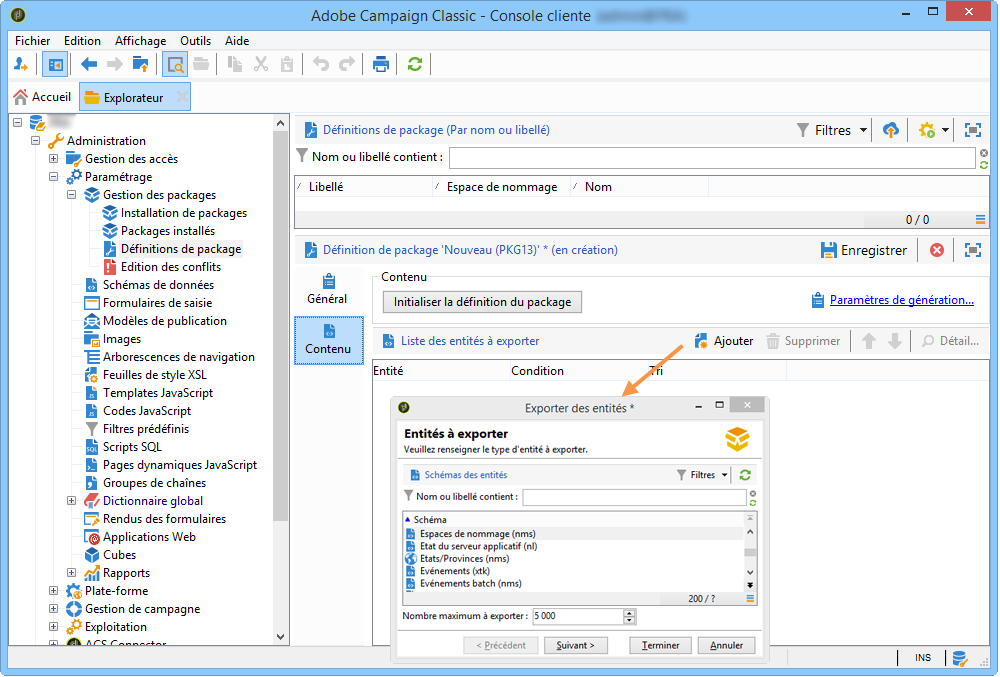 Adobe Campaign Classic - Console cliente
Fichier Edition Affichage Outils Aide
Accueil Explorateur
Administration
Gestion des accès
Paramétrage
Gestion des packages
Installation de packages
Packages installés
Définitions de package
Edition des conflits
Schémas de données
Formulaires de saisie
Modèles de publication
Images
Arborescences de navigation
Feuilles de style XSL
Templates JavaScript
Codes JavaScript
Filtres prédéfinis
Scripts SQL
Pages dynamiques JavaScript
Groupes de chaînes
Dictionnaire global
Rendus des formulaires
Applications Web
Cubes
Rapports
Plate-forme
Gestion de campagne
Exploitation
ACS Connector
Définitions de package (Par nom ou libellé) Filtres
Nom ou libellé contient :
Libellé Espace de nommage Nom
0 / 0
Définition de package 'Nouveau (PKG13)' * (en création) Enregistrer
Général
Contenu
Contenu
Initialiser la définition du package Paramètres de génération...
Liste des entités à exporter Ajouter Supprimer Détail...
Entité Condition Tri
Exporter des entités *
Entités à exporter
Veuillez renseigner le type d'entité à exporter.
Schémas des entités Filtres
Nom ou libellé contient :
Schéma
Espaces de nommage (nms)
Etat du serveur applicatif (nl)
Etats/Provinces (nms)
Evénements (xtk)
Evénements batch (nms)
200 / ?
Nombre maximum à exporter : 5 000
< Précédent Suivant > Terminer Annuler
INS